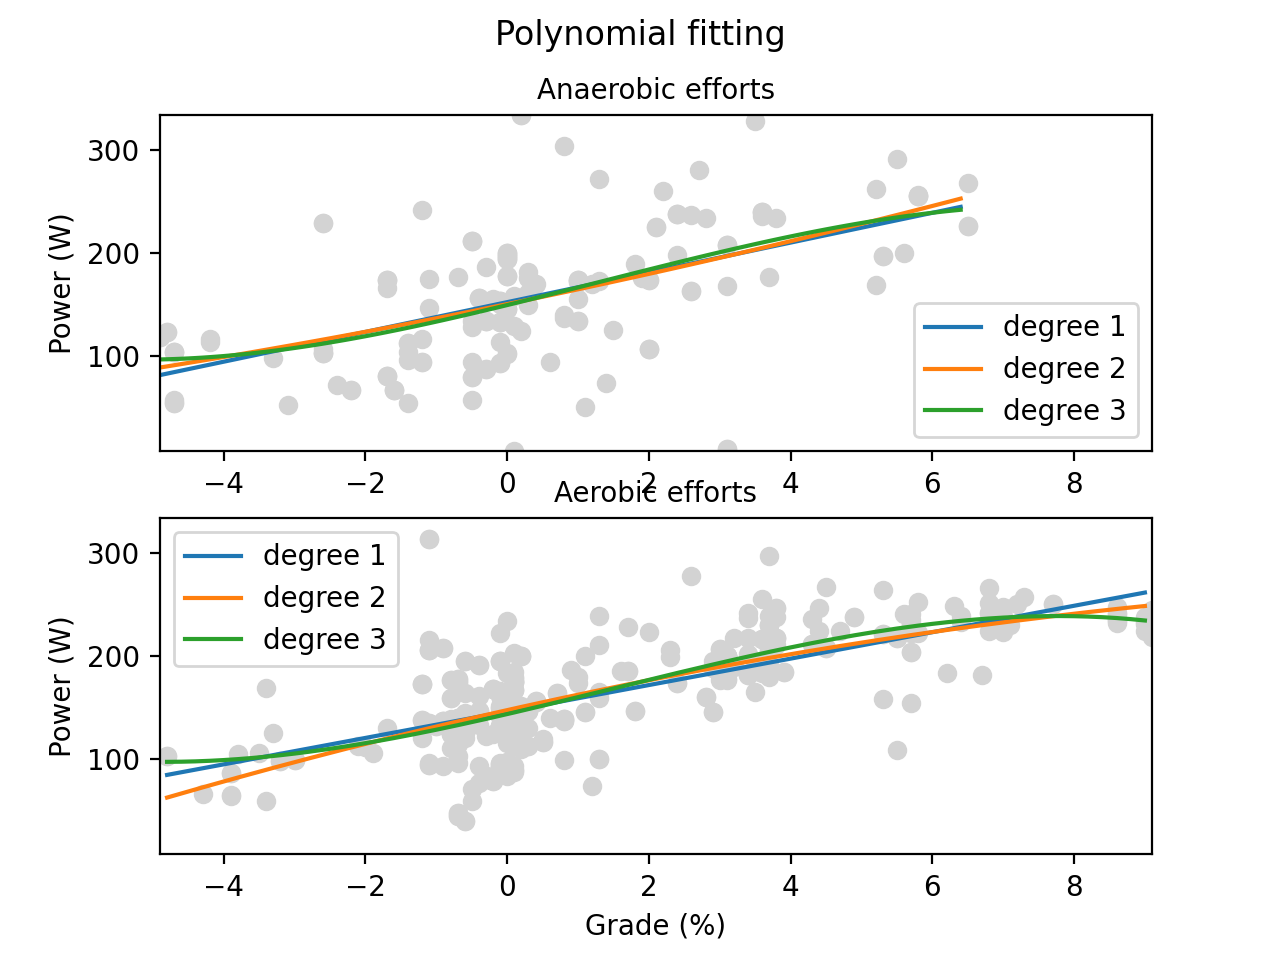 Polynomial fitting
Anaerobic efforts
Power (W)
300
200
100
degree 1
degree 2
degree 3
−4 −2 0 2 4 6 8
Aerobic efforts
Power (W)
300
200
100
degree 1
degree 2
degree 3
−4 −2 0 2 4 6 8
Grade (%)